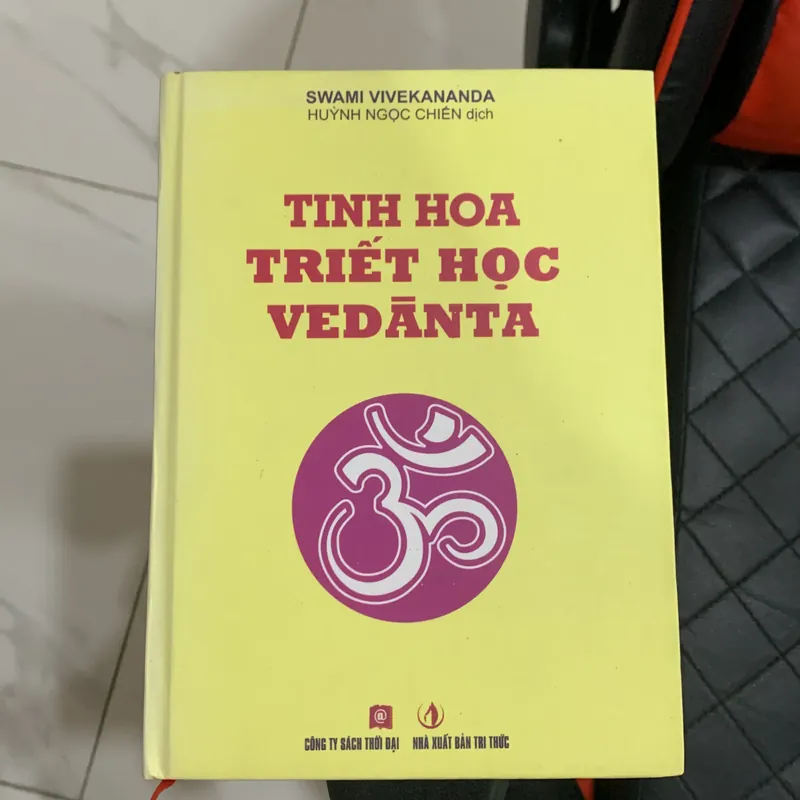 SWAMI VIVEKANANDA
HUỲNH NGỌC CHIẾN dịch
TINH HOA
TRIẾT HỌC
VEDĀNTA
ॐ
@
CÔNG TY SÁCH THỜI ĐẠI NHÀ XUẤT BẢN TRI THỨC